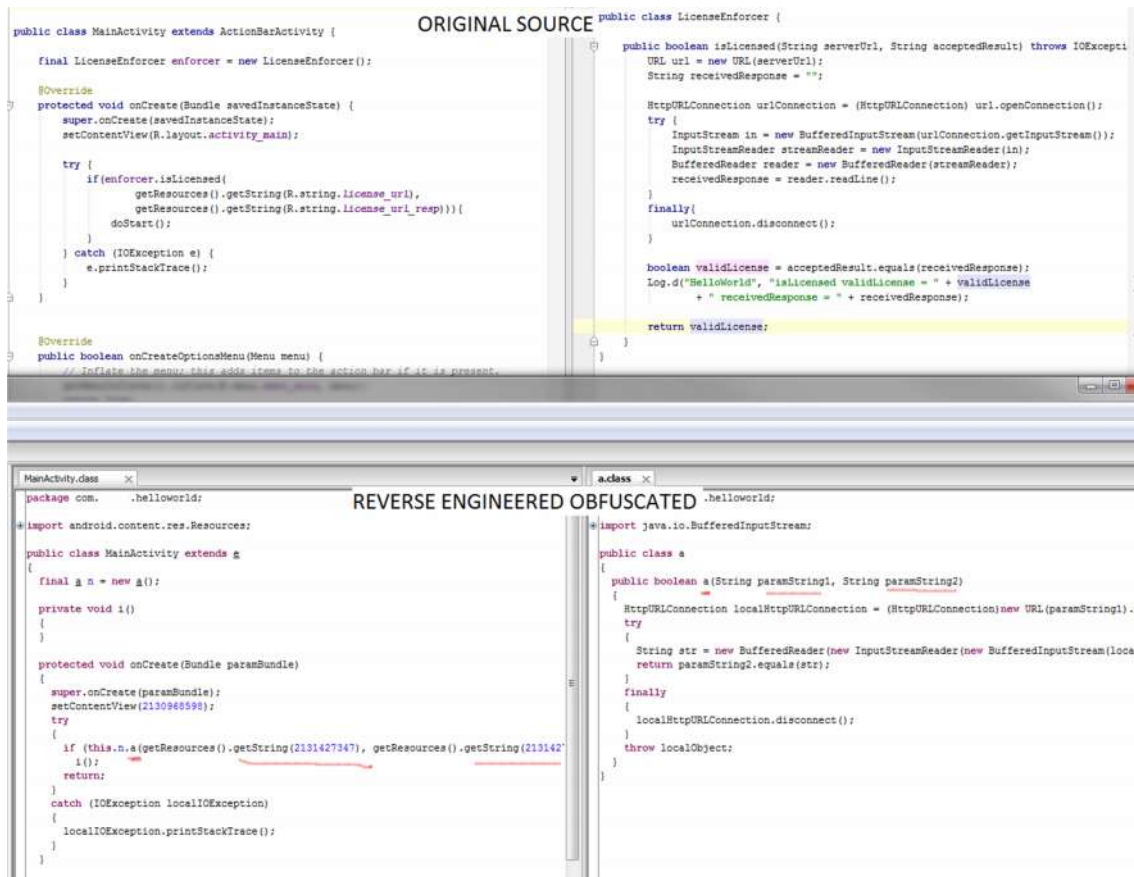 ORIGINAL SOURCE
public class MainActivity extends ActionBarActivity {
final LicenseEnforcer enforcer = new LicenseEnforcer();
@Override
protected void onCreate(Bundle savedInstanceState) {
super.onCreate(savedInstanceState);
setContentView(R.layout.activity_main);
try {
if(enforcer.isLicensed(
getResources().getString(R.string.license_url),
getResources().getString(R.string.license_url_resp))){
doStart();
}
} catch (IOException e) {
e.printStackTrace();
}
}
@Override
public boolean onCreateOptionsMenu(Menu menu) {
// Inflate the menu; this adds items to the action bar if it is present.
public class LicenseEnforcer {
public boolean isLicensed(String serverUrl, String acceptedResult) throws IOExcepti
URL url = new URL(serverUrl);
String receivedResponse = "";
HttpURLConnection urlConnection = (HttpURLConnection) url.openConnection();
try {
InputStream in = new BufferedInputStream(urlConnection.getInputStream());
InputStreamReader streamReader = new InputStreamReader(in);
BufferedReader reader = new BufferedReader(streamReader);
receivedResponse = reader.readLine();
}
finally{
urlConnection.disconnect();
}
boolean validLicense = acceptedResult.equals(receivedResponse);
Log.d("HelloWorld", "isLicensed validLicense = " + validLicense
+ " receivedResponse = " + receivedResponse);
return validLicense;
}
}
REVERSE ENGINEERED OBFUSCATED
MainActivity.class
package com. .helloworld;
import android.content.res.Resources;
public class MainActivity extends e
{
final a n = new a();
private void i()
{
}
protected void onCreate(Bundle paramBundle)
{
super.onCreate(paramBundle);
setContentView(2130968598);
try
{
if (this.n.a(getResources().getString(2131427347), getResources().getString(213142
i();
return;
}
catch (IOException localIOException)
{
localIOException.printStackTrace();
}
}
a.class
.helloworld;
import java.io.BufferedInputStream;
public class a
{
public boolean a(String paramString1, String paramString2)
{
HttpURLConnection localHttpURLConnection = (HttpURLConnection)new URL(paramString1).
try
{
String str = new BufferedReader(new InputStreamReader(new BufferedInputStream(loca
return paramString2.equals(str);
}
finally
{
localHttpURLConnection.disconnect();
}
throw localObject;
}
}